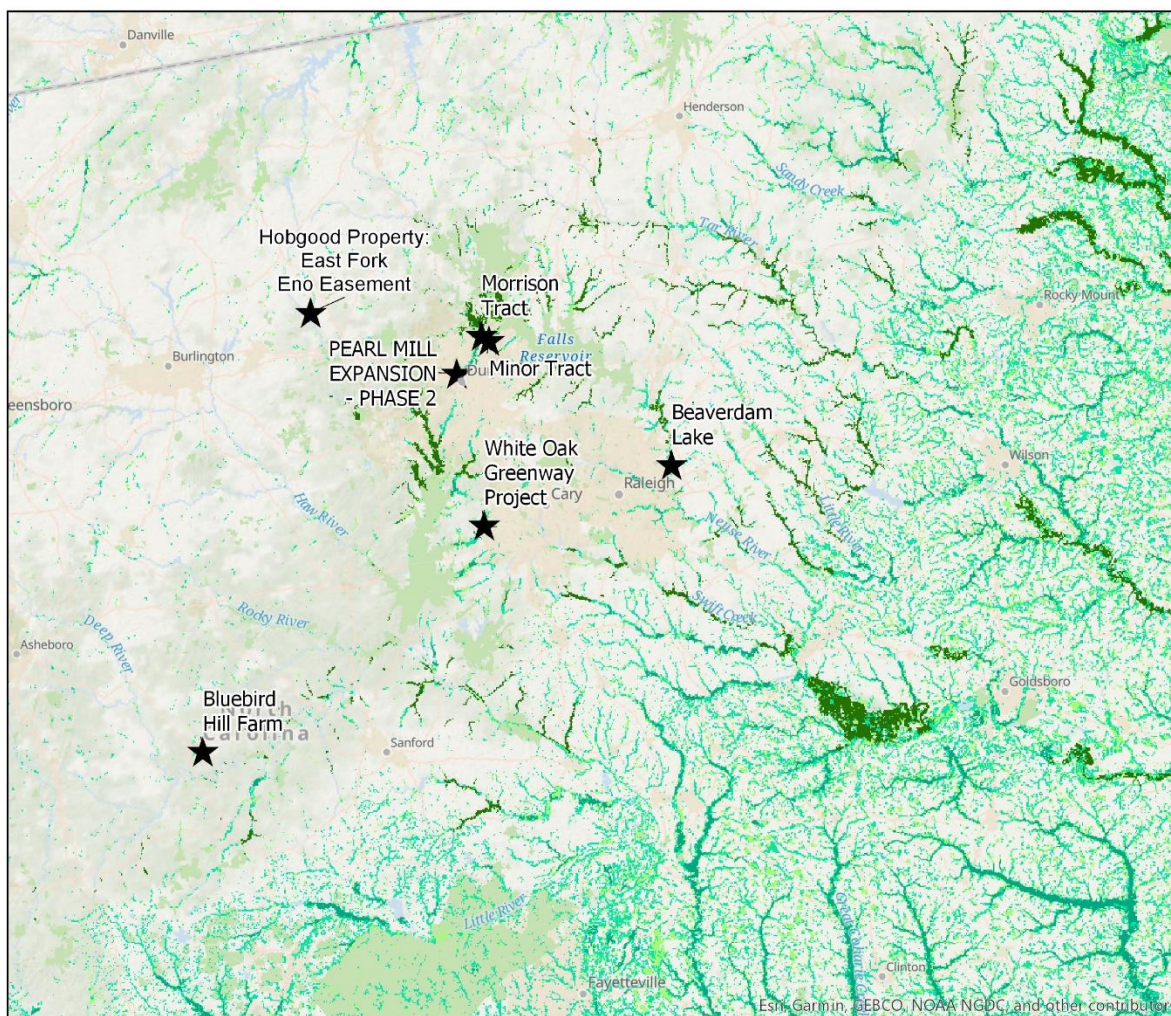 Danville
Henderson
Sandy Creek
Tar River
Hobgood Property:
East Fork
Eno Easement
Morrison
Tract
Rocky Mount
Falls
Reservoir
Burlington
PEARL MILL
EXPANSION
- PHASE 2
Minor Tract
eensboro
Beaverdam
Lake
White Oak
Greenway
Project
Wilson
Cary
Raleigh
Haw River
Neuse River
Little River
Swift Creek
Rocky River
Deep River
Asheboro
Goldsboro
Bluebird
Hill Farm
North
Carolina
Sanford
Little River
Clinton
Fayetteville
Esri, Garmin, GEBCO, NOAA NGDC, and other contributors